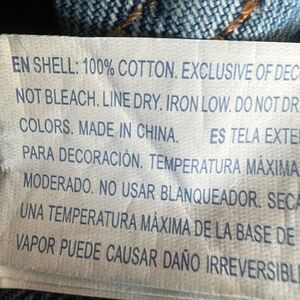 EN SHELL: 100% COTTON. EXCLUSIVE OF DEC
NOT BLEACH. LINE DRY. IRON LOW. DO NOT DR
COLORS. MADE IN CHINA. ES TELA EXTE
PARA DECORACIÓN. TEMPERATURA MÁXIMA
MODERADO. NO USAR BLANQUEADOR. SECA
UNA TEMPERATURA MÁXIMA DE LA BASE DE
VAPOR PUEDE CAUSAR DAÑO IRREVERSIBL